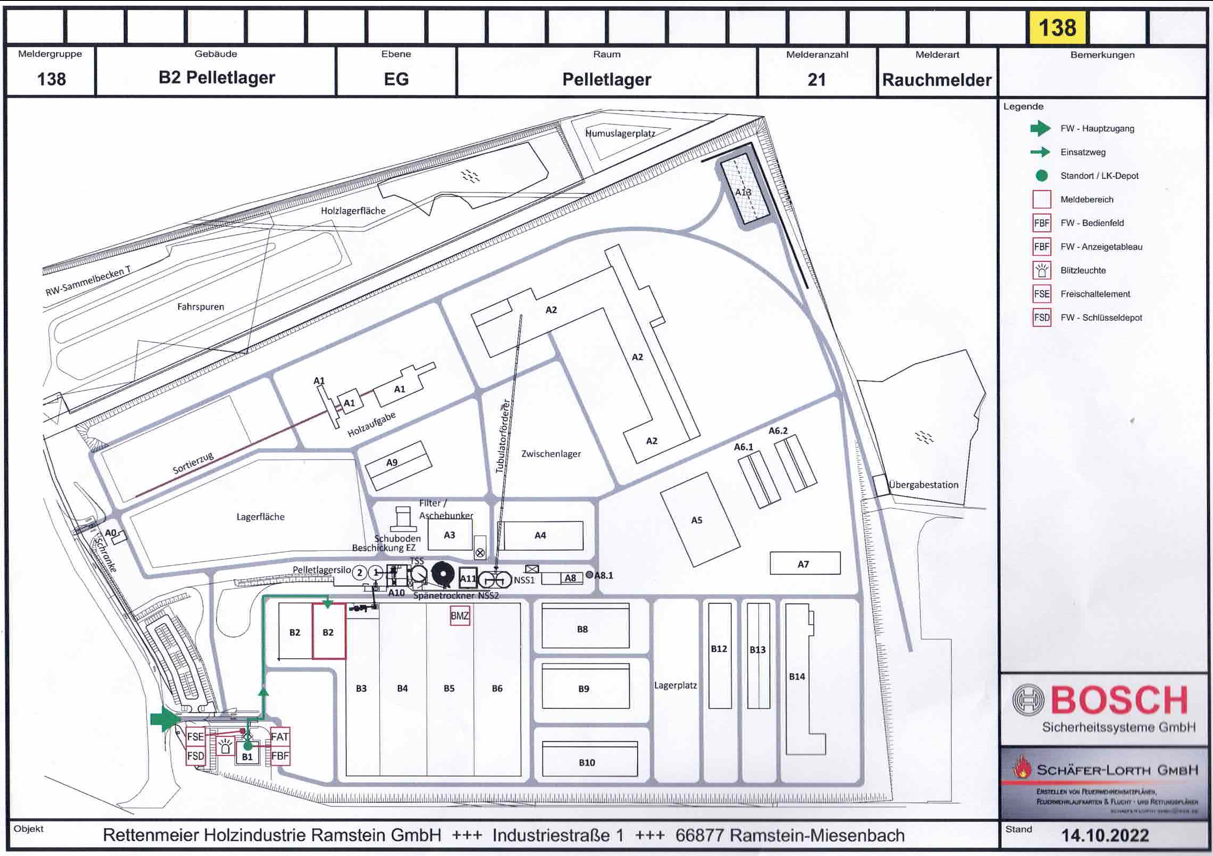 138
Meldergruppe
138
Gebäude
B2 Pelletlager
Ebene
EG
Raum
Pelletlager
Melderanzahl
21
Melderart
Rauchmelder
Bemerkungen
Legende
FW - Hauptzugang
Einsatzweg
Standort / LK-Depot
Meldebereich
FBF FW - Bedienfeld
FBF FW - Anzeigetableau
Blitzleuchte
FSE Freischaltelement
FSD FW - Schlüsseldepot
Humuslagerplatz
A13
Holzlagerfläche
RW-Sammelbecken T
Fahrspuren
A2
A2
A2
A1
A1
A1
Holzaufgabe
Sortierzug
Tubulatorförderer
A9
Zwischenlager
A6.1
A6.2
Übergabestation
Lagerfläche
Filter /
Aschebunker
A3
A4
A5
A0
Schranke
Schuboden
Beschickung EZ
A7
Pelletlagersilo
2
1
TSS
A10
A11
NSS1
A8
A8.1
Spänetrockner NSS2
B2
B2
BMZ
B3
B4
B5
B6
B8
B9
B10
Lagerplatz
B12
B13
B14
FSE
FSD
B1
FAT
FBF
BOSCH
Sicherheitssysteme GmbH
SCHÄFER-LORTH GMBH
ERSTELLEN VON FEUERWEHREINSATZPLÄNEN,
FEUERWEHRLAUFKARTEN & FLUCHT - UND RETTUNGSPLÄNEN
Objekt
Rettenmeier Holzindustrie Ramstein GmbH +++ Industriestraße 1 +++ 66877 Ramstein-Miesenbach
Stand
14.10.2022